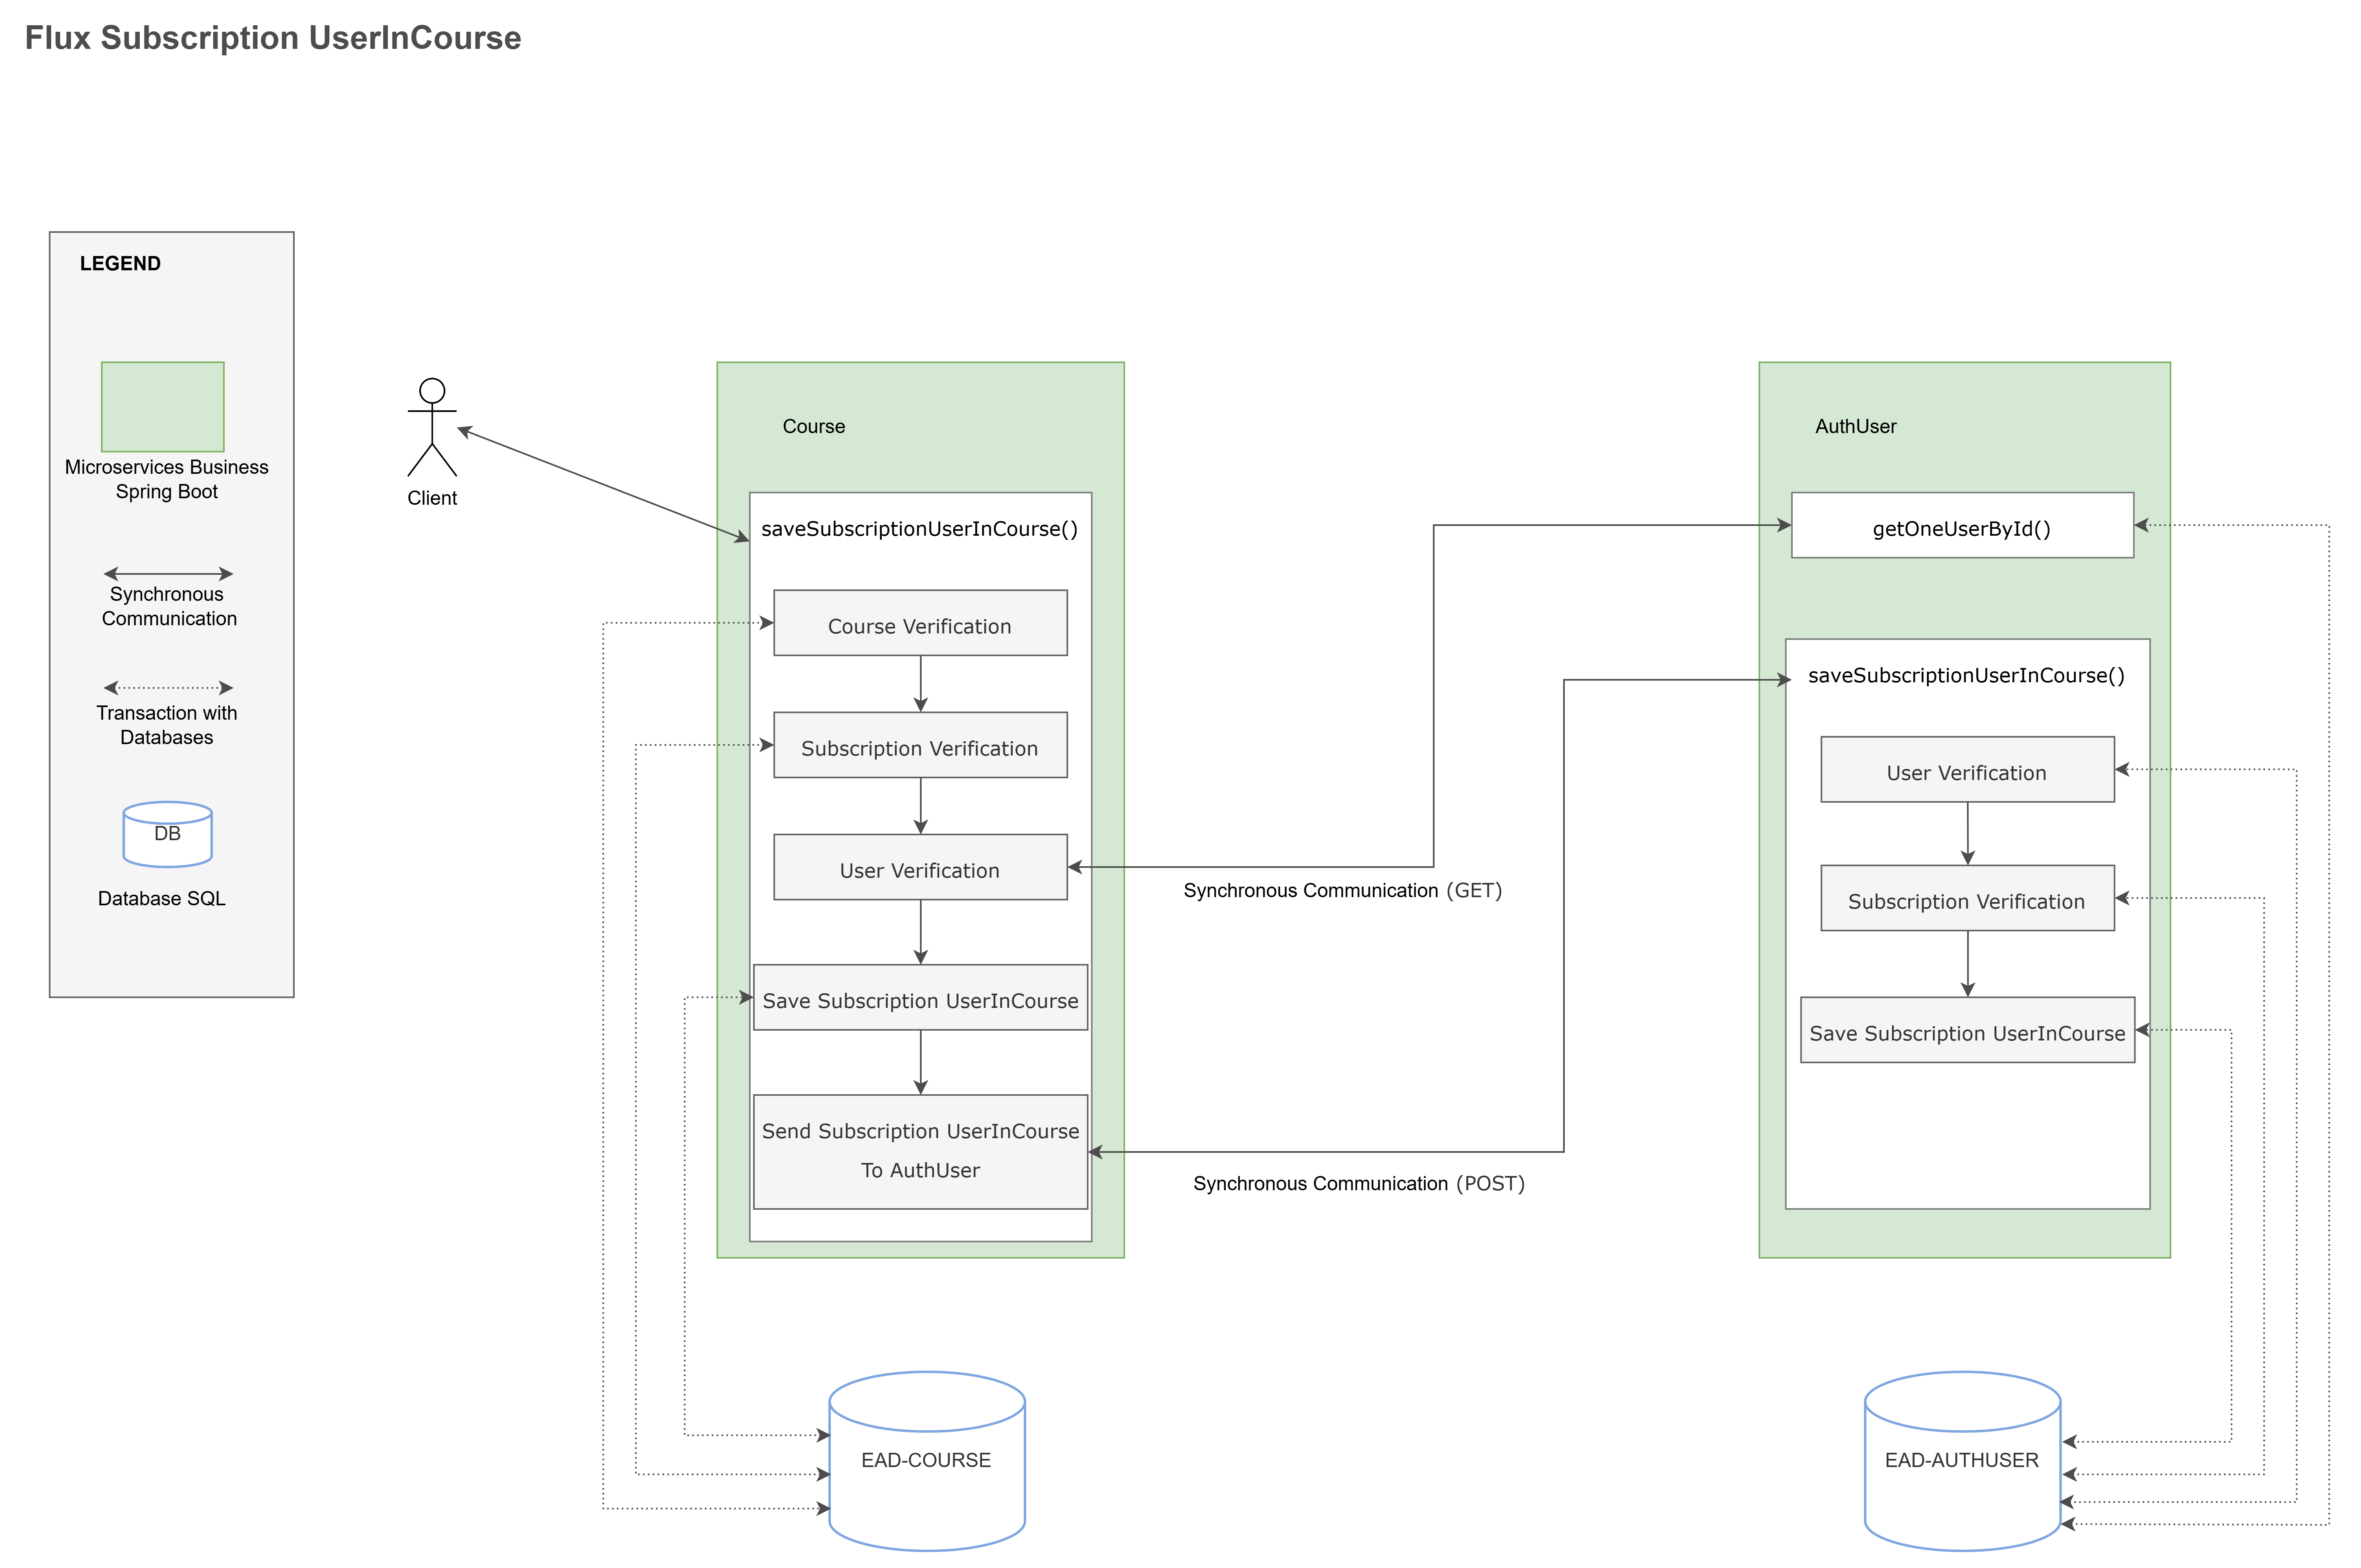 Flux Subscription UserInCourse
LEGEND
Microservices Business
Spring Boot
Synchronous
Communication
Transaction with
Databases
DB
Database SQL
Client
Course
saveSubscriptionUserInCourse()
Course Verification
Subscription Verification
User Verification
Save Subscription UserInCourse
Send Subscription UserInCourse
To AuthUser
Synchronous Communication (GET)
Synchronous Communication (POST)
AuthUser
getOneUserById()
saveSubscriptionUserInCourse()
User Verification
Subscription Verification
Save Subscription UserInCourse
EAD-COURSE
EAD-AUTHUSER